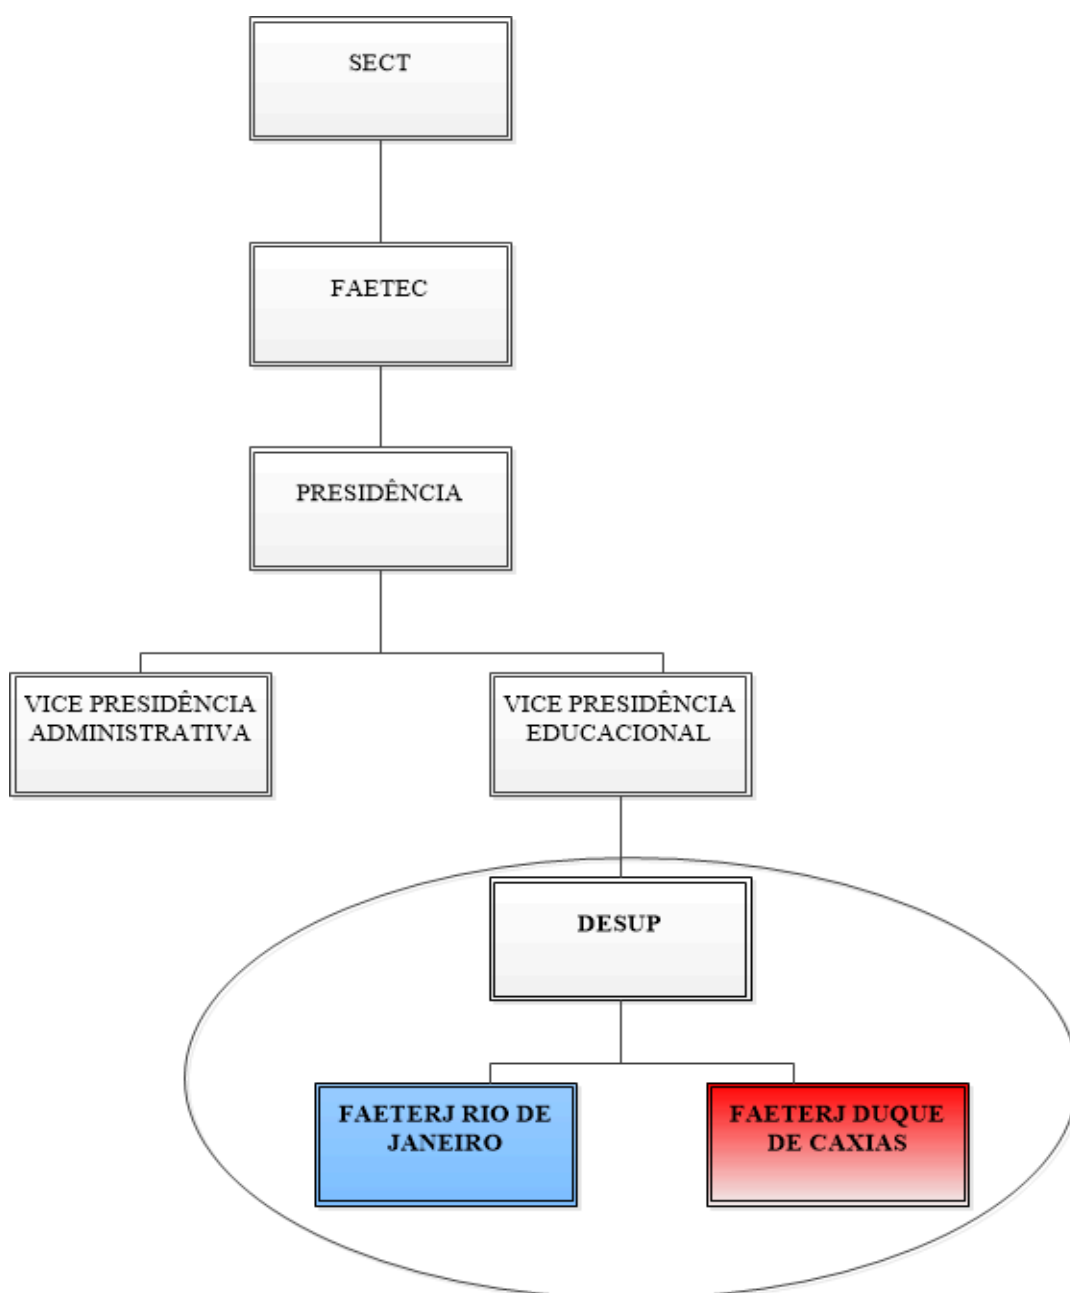 SECT
FAETEC
PRESIDÊNCIA
VICE PRESIDÊNCIA
ADMINISTRATIVA
VICE PRESIDÊNCIA
EDUCACIONAL
DESUP
FAETERJ RIO DE
JANEIRO
FAETERJ DUQUE
DE CAXIAS